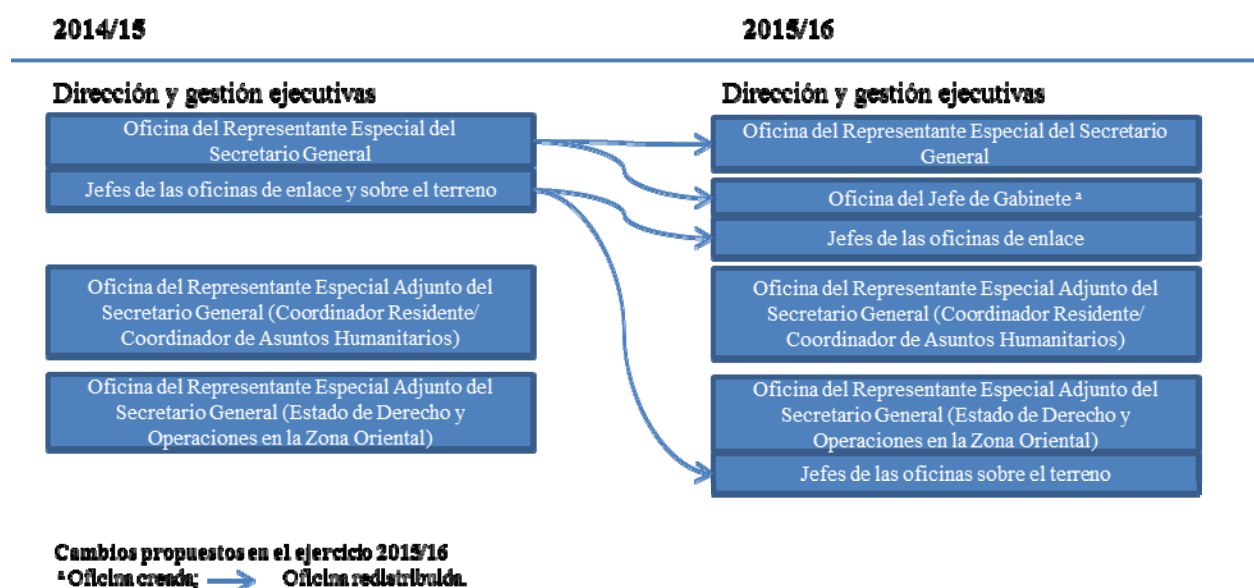 2014/15
Dirección y gestión ejecutivas
Oficina del Representante Especial del
Secretario General
Jefes de las oficinas de enlace y sobre el terreno
Oficina del Representante Especial Adjunto del
Secretario General (Coordinador Residente/
Coordinador de Asuntos Humanitarios)
Oficina del Representante Especial Adjunto del
Secretario General (Estado de Derecho y
Operaciones en la Zona Oriental)
2015/16
Dirección y gestión ejecutivas
Oficina del Representante Especial del Secretario
General
Oficina del Jefe de Gabinete ª
Jefes de las oficinas de enlace
Oficina del Representante Especial Adjunto del
Secretario General (Coordinador Residente/
Coordinador de Asuntos Humanitarios)
Oficina del Representante Especial Adjunto del
Secretario General (Estado de Derecho y
Operaciones en la Zona Oriental)
Jefes de las oficinas sobre el terreno
Cambios propuestos en el ejercicio 2015/16
ª Oficina creada; Oficina redistribuida.